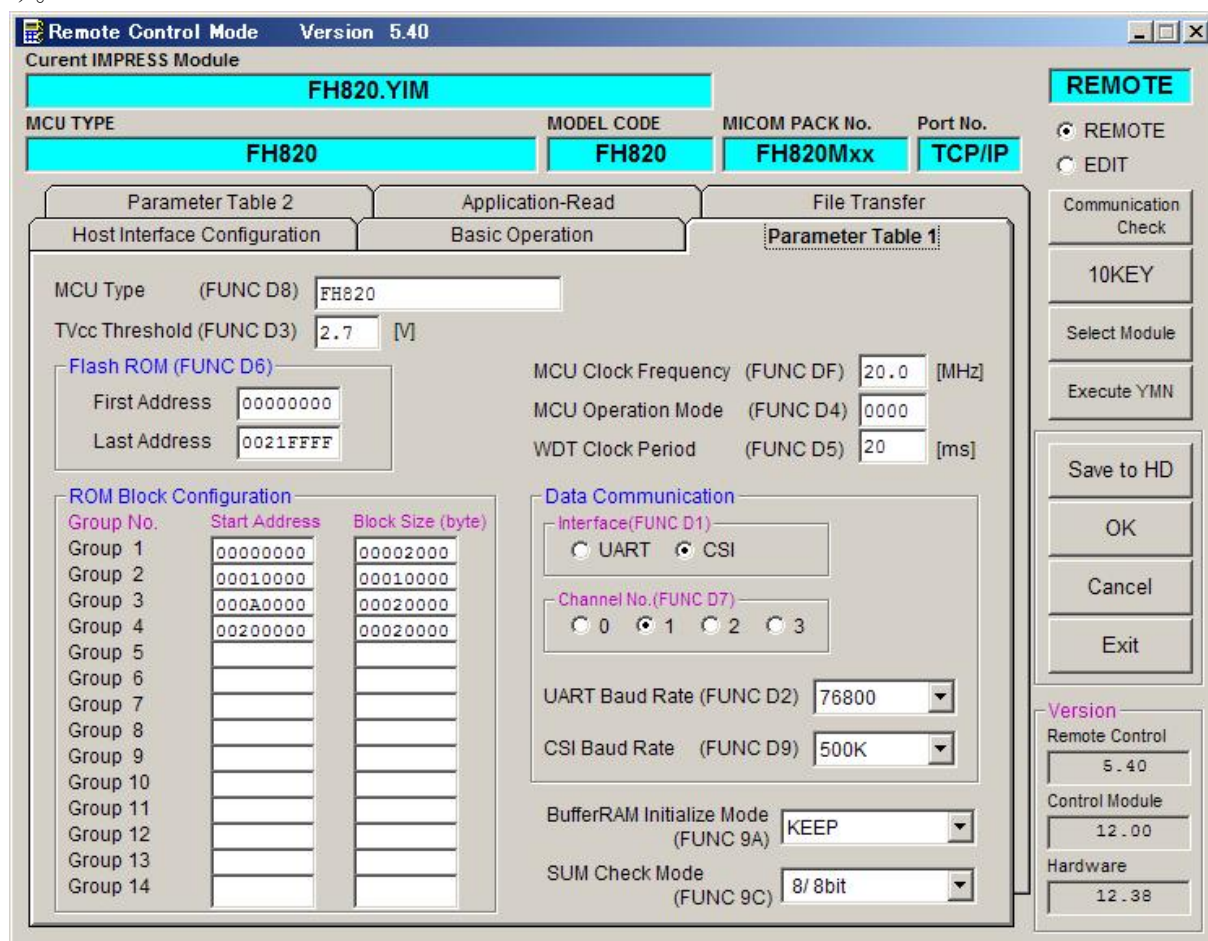 )。
Remote Control Mode Version 5.40
Curent IMPRESS Module
FH820.YIM
MCU TYPE MODEL CODE MICOM PACK No. Port No.
FH820 FH820 FH820Mxx TCP/IP
REMOTE
REMOTE
EDIT
Parameter Table 2 Application-Read File Transfer
Host Interface Configuration Basic Operation Parameter Table 1
MCU Type (FUNC D8) FH820
TVcc Threshold (FUNC D3) 2.7 [V]
Flash ROM (FUNC D6)
First Address 00000000
Last Address 0021FFFF
MCU Clock Frequency (FUNC DF) 20.0 [MHz]
MCU Operation Mode (FUNC D4) 0000
WDT Clock Period (FUNC D5) 20 [ms]
ROM Block Configuration
Group No. Start Address Block Size (byte)
Group 1 00000000 00002000
Group 2 00010000 00010000
Group 3 000A0000 00020000
Group 4 00200000 00020000
Group 5
Group 6
Group 7
Group 8
Group 9
Group 10
Group 11
Group 12
Group 13
Group 14
Data Communication
Interface(FUNC D1)
UART CSI
Channel No.(FUNC D7)
0 1 2 3
UART Baud Rate (FUNC D2) 76800
CSI Baud Rate (FUNC D9) 500K
BufferRAM Initialize Mode
(FUNC 9A) KEEP
SUM Check Mode
(FUNC 9C) 8/ 8bit
Communication
Check
10KEY
Select Module
Execute YMN
Save to HD
OK
Cancel
Exit
Version
Remote Control
5.40
Control Module
12.00
Hardware
12.38